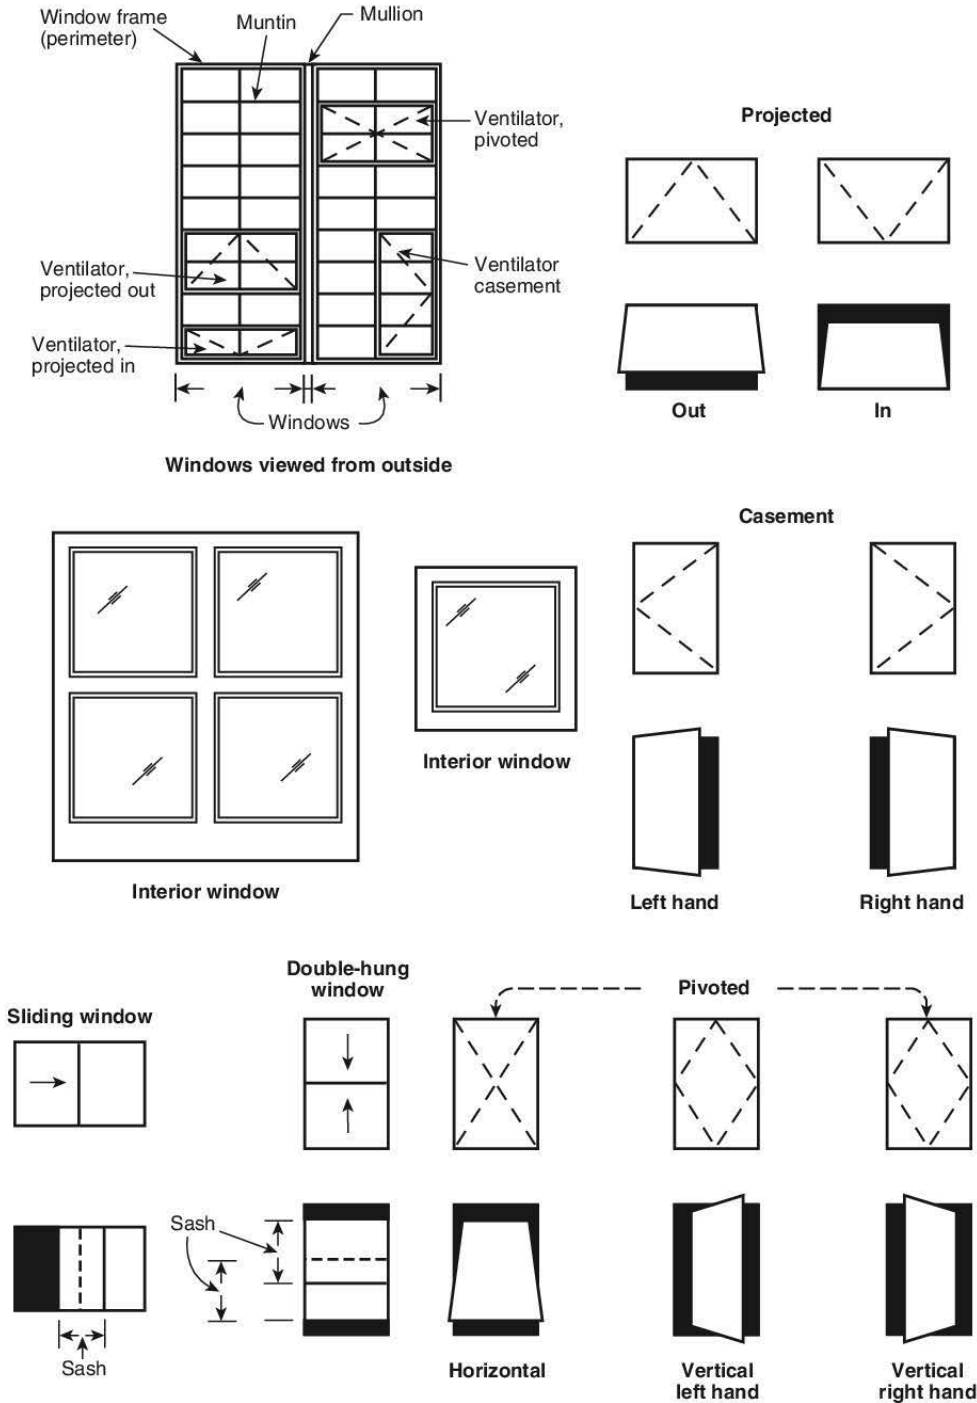 Window frame
(perimeter)
Muntin
Mullion
Ventilator,
pivoted
Ventilator,
projected out
Ventilator
casement
Ventilator,
projected in
Windows
Windows viewed from outside
Projected
Out
In
Interior window
Interior window
Casement
Left hand
Right hand
Sliding window
Sash
Double-hung
window
Sash
Pivoted
Horizontal
Vertical
left hand
Vertical
right hand